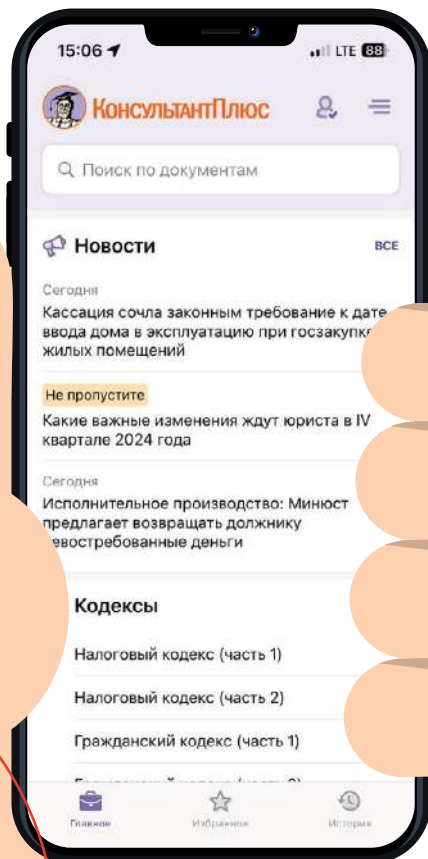 15:06
LTE 88
КонсультантПлюс
Поиск по документам
Новости
ВСЕ
Сегодня
Кассация сочла законным требование к дате
ввода дома в эксплуатацию при госзакупке
жилых помещений
Не пропустите
Какие важные изменения ждут юриста в IV
квартале 2024 года
Сегодня
Исполнительное производство: Минюст
предлагает возвращать должнику
невостребованные деньги
Кодексы
Налоговый кодекс (часть 1)
Налоговый кодекс (часть 2)
Гражданский кодекс (часть 1)
Главное
Избранное
История